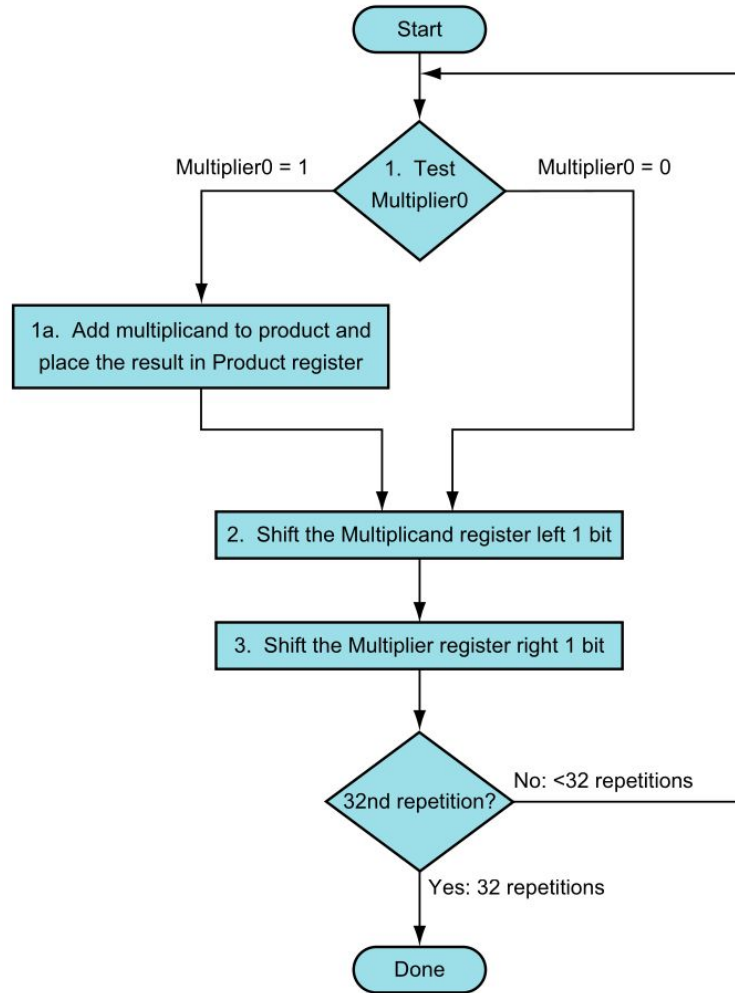 Start
Multiplier0 = 1
1. Test
Multiplier0
Multiplier0 = 0
1a. Add multiplicand to product and
place the result in Product register
2. Shift the Multiplicand register left 1 bit
3. Shift the Multiplier register right 1 bit
32nd repetition?
No: <32 repetitions
Yes: 32 repetitions
Done